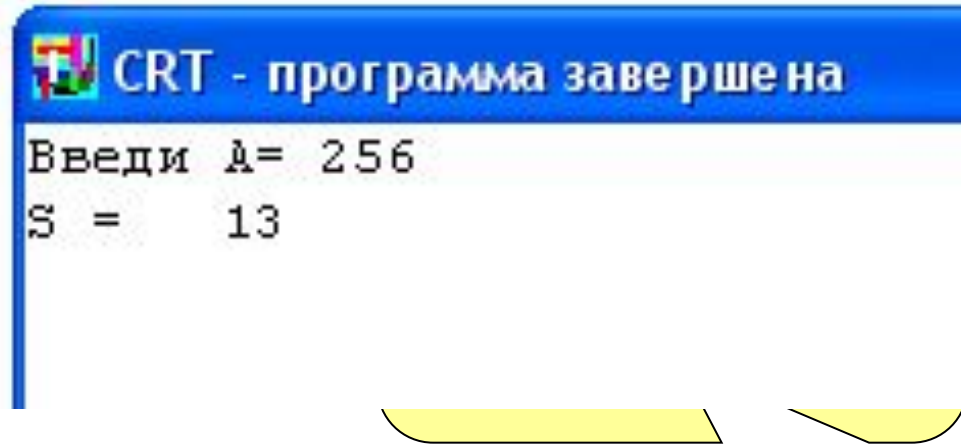 CRT - программа завершена
Введи A= 256
S = 13